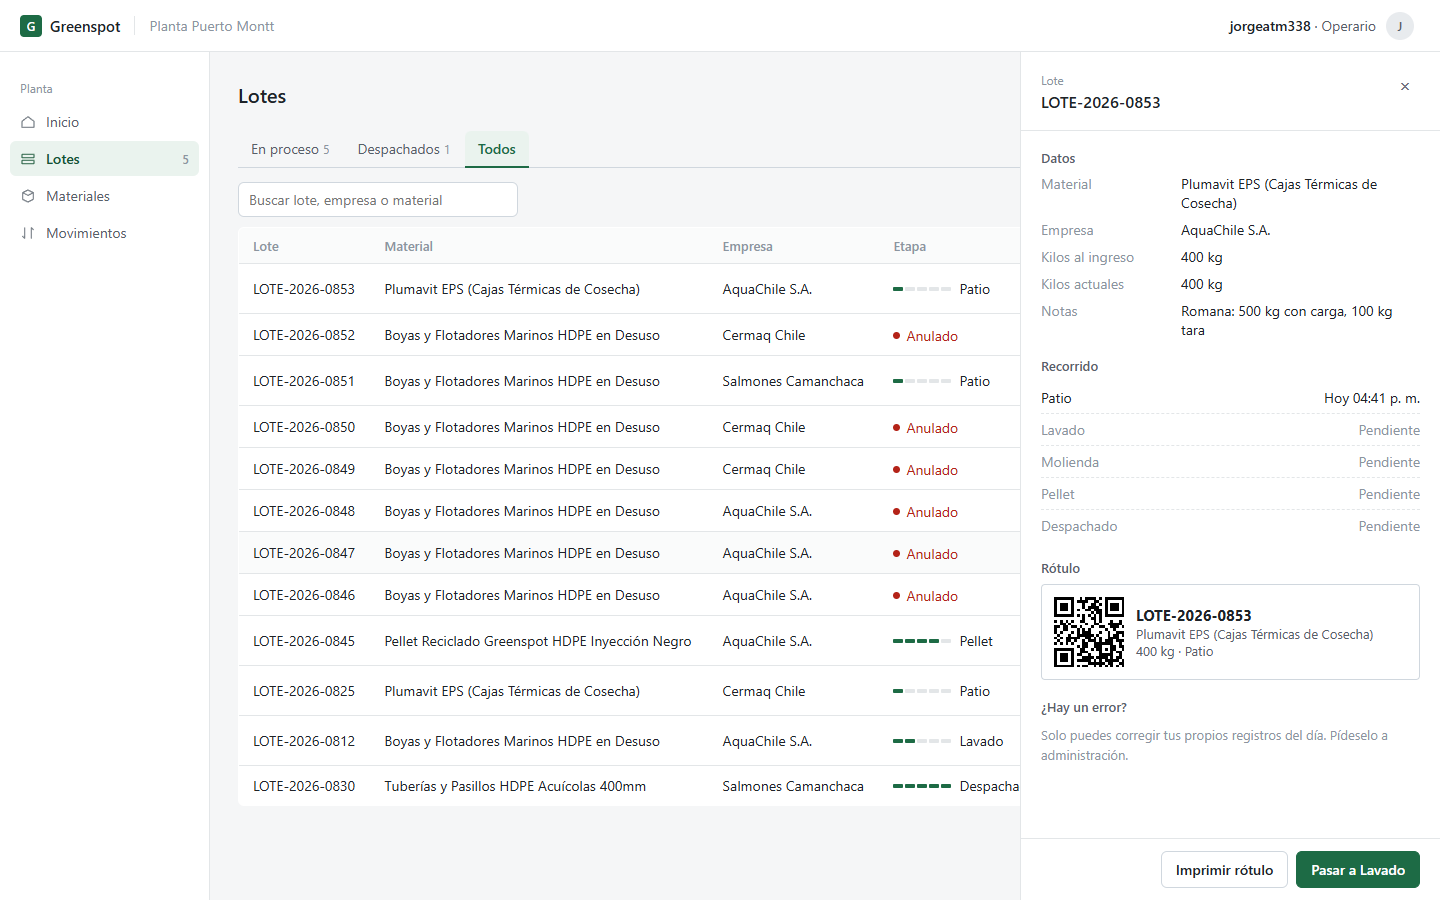 G Greenspot Planta Puerto Montt
jorgeatm338 · Operario J
Planta
Inicio
Lotes 5
Materiales
Movimientos
Lotes
En proceso 5 Despachados 1 Todos
Buscar lote, empresa o material
Lote Material Empresa Etapa
LOTE-2026-0853 Plumavit EPS (Cajas Térmicas de Cosecha) AquaChile S.A. Patio
LOTE-2026-0852 Boyas y Flotadores Marinos HDPE en Desuso Cermaq Chile Anulado
LOTE-2026-0851 Boyas y Flotadores Marinos HDPE en Desuso Salmones Camanchaca Patio
LOTE-2026-0850 Boyas y Flotadores Marinos HDPE en Desuso Cermaq Chile Anulado
LOTE-2026-0849 Boyas y Flotadores Marinos HDPE en Desuso Cermaq Chile Anulado
LOTE-2026-0848 Boyas y Flotadores Marinos HDPE en Desuso AquaChile S.A. Anulado
LOTE-2026-0847 Boyas y Flotadores Marinos HDPE en Desuso AquaChile S.A. Anulado
LOTE-2026-0846 Boyas y Flotadores Marinos HDPE en Desuso AquaChile S.A. Anulado
LOTE-2026-0845 Pellet Reciclado Greenspot HDPE Inyección Negro AquaChile S.A. Pellet
LOTE-2026-0825 Plumavit EPS (Cajas Térmicas de Cosecha) Cermaq Chile Patio
LOTE-2026-0812 Boyas y Flotadores Marinos HDPE en Desuso AquaChile S.A. Lavado
LOTE-2026-0830 Tuberías y Pasillos HDPE Acuícolas 400mm Salmones Camanchaca Despacha
Lote
LOTE-2026-0853
×
Datos
Material Plumavit EPS (Cajas Térmicas de
Cosecha)
Empresa AquaChile S.A.
Kilos al ingreso 400 kg
Kilos actuales 400 kg
Notas Romana: 500 kg con carga, 100 kg
tara
Recorrido
Patio Hoy 04:41 p. m.
Lavado Pendiente
Molienda Pendiente
Pellet Pendiente
Despachado Pendiente
Rótulo
LOTE-2026-0853
Plumavit EPS (Cajas Térmicas de Cosecha)
400 kg · Patio
¿Hay un error?
Solo puedes corregir tus propios registros del día. Pídeselo a
administración.
Imprimir rótulo Pasar a Lavado